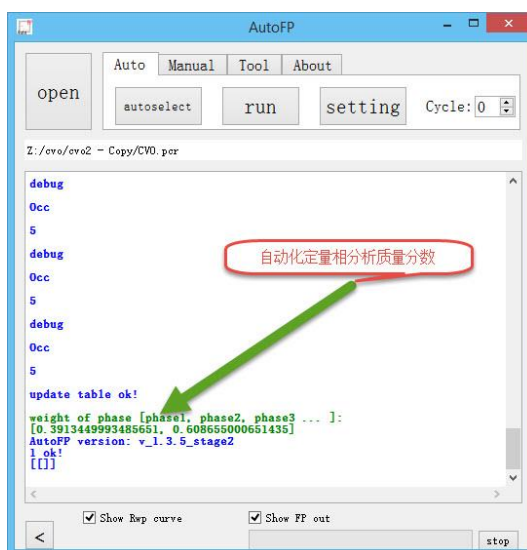 AutoFP
Auto Manual Tool About
open
autoselect run setting Cycle: 0
Z:/cvo/cvo2 - Copy/CVO.pcr
debug
Occ
5
debug
Occ
5
debug
Occ
5
update table ok!
自动化定量相分析质量分数
weight of phase [phase1, phase2, phase3 ... ]:
[0.3913449993485651, 0.608655000651435]
AutoFP version: v_1.3.5_stage2
1 ok!
[[]]
Show Rwp curve Show FP out
< stop